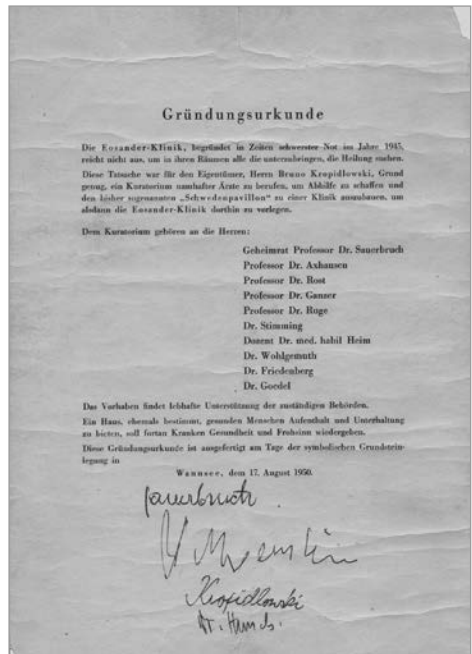 Gründungsurkunde
Die Eosander-Klinik, begründet in Zeiten schwerster Not im Jahre 1945,
reicht nicht aus, um in ihren Räumen alle die unterzubringen, die Heilung suchen.
Diese Tatsache war für den Eigentümer, Herrn Bruno Kropidlowski, Grund
genug, ein Kuratorium namhafter Ärzte zu berufen, um Abhilfe zu schaffen und
den bisher sogenannten „Schwedenpavillon“ zu einer Klinik auszubauen, um
alsdann die Eosander-Klinik dorthin zu verlegen.
Dem Kuratorium gehören an die Herren:
Geheimrat Professor Dr. Sauerbruch
Professor Dr. Axhausen
Professor Dr. Rost
Professor Dr. Ganzer
Professor Dr. Ruge
Dr. Stimming
Dozent Dr. med. habil Heim
Dr. Wohlgemuth
Dr. Friedenberg
Dr. Goedel
Das Vorhaben findet lebhafte Unterstützung der zuständigen Behörden.
Ein Haus, ehemals bestimmt, gesunden Menschen Aufenthalt und Unterhaltung
zu bieten, soll fortan Kranken Gesundheit und Frohsinn wiedergeben.
Diese Gründungsurkunde ist ausgefertigt am Tage der symbolischen Grundstein-
legung in
Wannsee, dem 17. August 1950.
Sauerbruch
Kropidlowski
Dr.